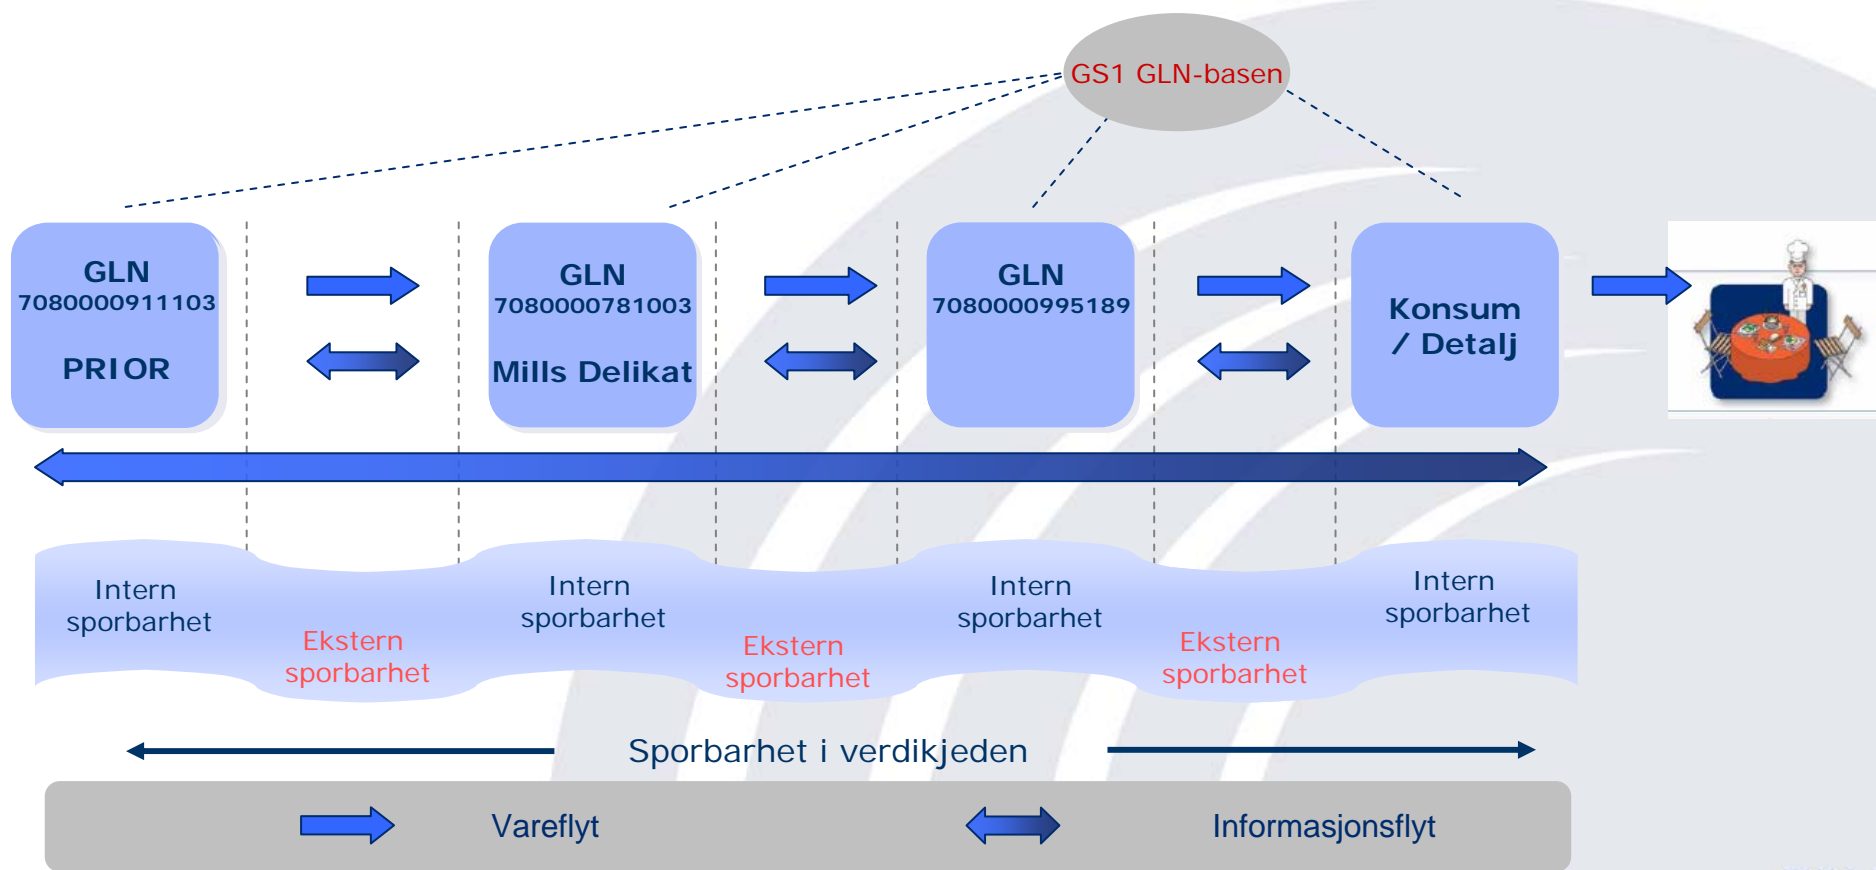 GS1 GLN-basen
GLN
7080000911103
PRIOR
GLN
7080000781003
Mills Delikat
GLN
7080000995189
Konsum
/ Detalj
Intern
sporbarhet
Ekstern
sporbarhet
Intern
sporbarhet
Ekstern
sporbarhet
Intern
sporbarhet
Ekstern
sporbarhet
Intern
sporbarhet
Sporbarhet i verdikjeden
Vareflyt
Informasjonsflyt